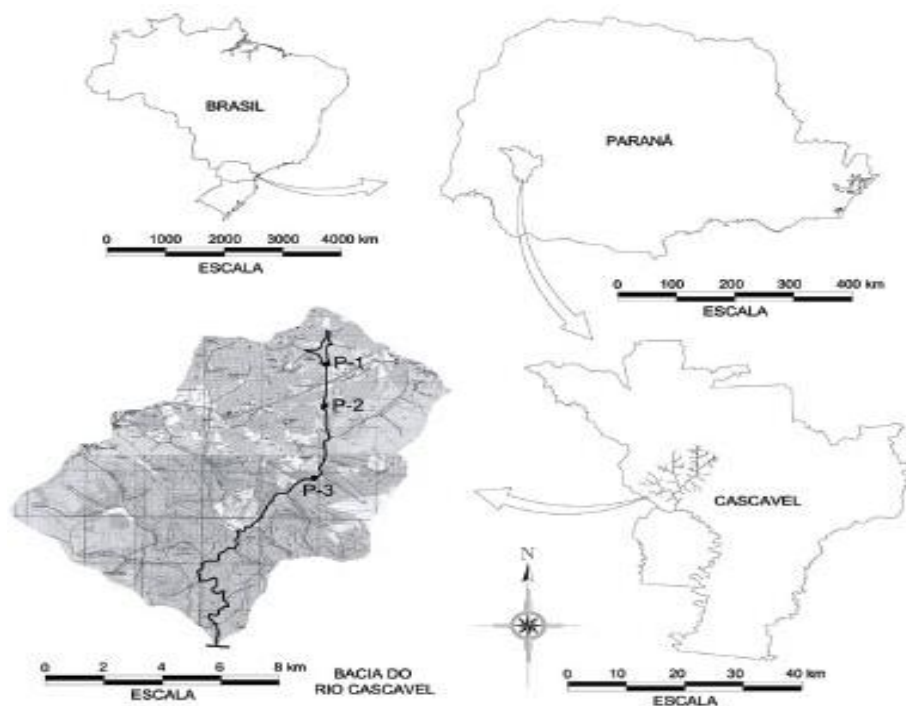 BRASIL
0 1000 2000 3000 4000 km
ESCALA
PARANÁ
0 100 200 300 400 km
ESCALA
P-1
P-2
P-3
0 2 4 6 8 km
ESCALA
BACIA DO
RIO CASCAVEL
CASCAVEL
N
0 10 20 30 40 km
ESCALA